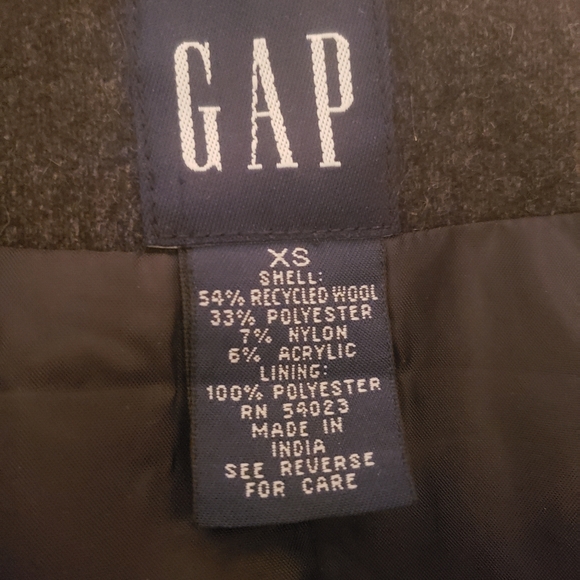 GAP
XS
SHELL:
54% RECYCLED WOOL
33% POLYESTER
7% NYLON
6% ACRYLIC
LINING:
100% POLYESTER
RN 54023
MADE IN
INDIA
SEE REVERSE
FOR CARE